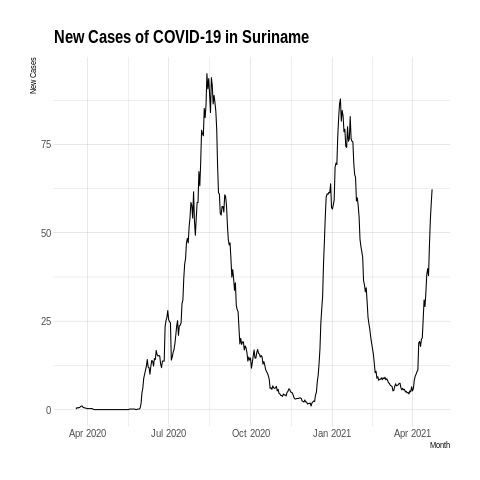 New Cases of COVID-19 in Suriname
New Cases
75
50
25
0
Apr 2020 Jul 2020 Oct 2020 Jan 2021 Apr 2021
Month